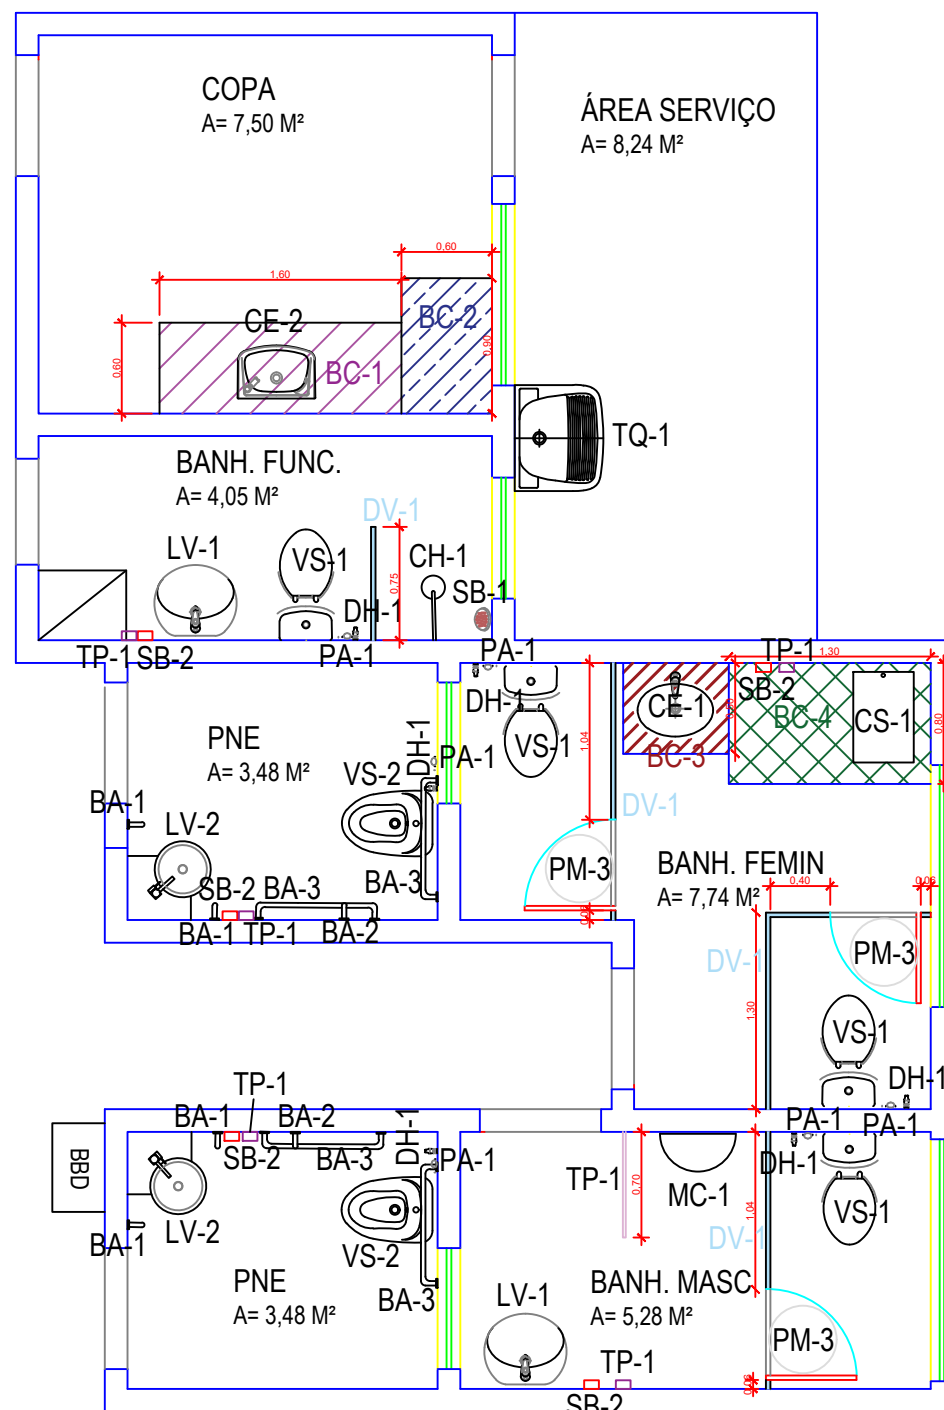 COPA
A= 7,50 M²
ÁREA SERVIÇO
A= 8,24 M²
0,60
1,60
CE-2
BC-2
0,60
BC-1
0,90
TQ-1
BANH. FUNC.
A= 4,05 M²
DV-1
LV-1
VS-1
CH-1
0,75
SB-1
DH-1
TP-1
SB-2
PA-1
PA-1
TP-1
1,30
DH-1
SB-2
CE-1
BC-4
CS-1
0,80
PNE
A= 3,48 M²
DH-1
PA-1
VS-1
1,04
BC-3
VS-2
BA-1
DV-1
LV-2
PM-3
BANH. FEMIN
A= 7,74 M²
0,40
0,06
SB-2
BA-3
BA-3
BA-1
TP-1
BA-2
0,06
DV-1
PM-3
1,30
VS-1
TP-1
DH-1
BA-1
BA-2
DH-1
PA-1
PA-1
SB-2
BA-3
PA-1
DH-1
BBD
TP-1
0,70
MC-1
1,04
LV-2
VS-2
VS-1
BA-1
DV-1
PNE
A= 3,48 M²
BA-3
BANH. MASC
A= 5,28 M²
LV-1
PM-3
TP-1
0,06
SB-2